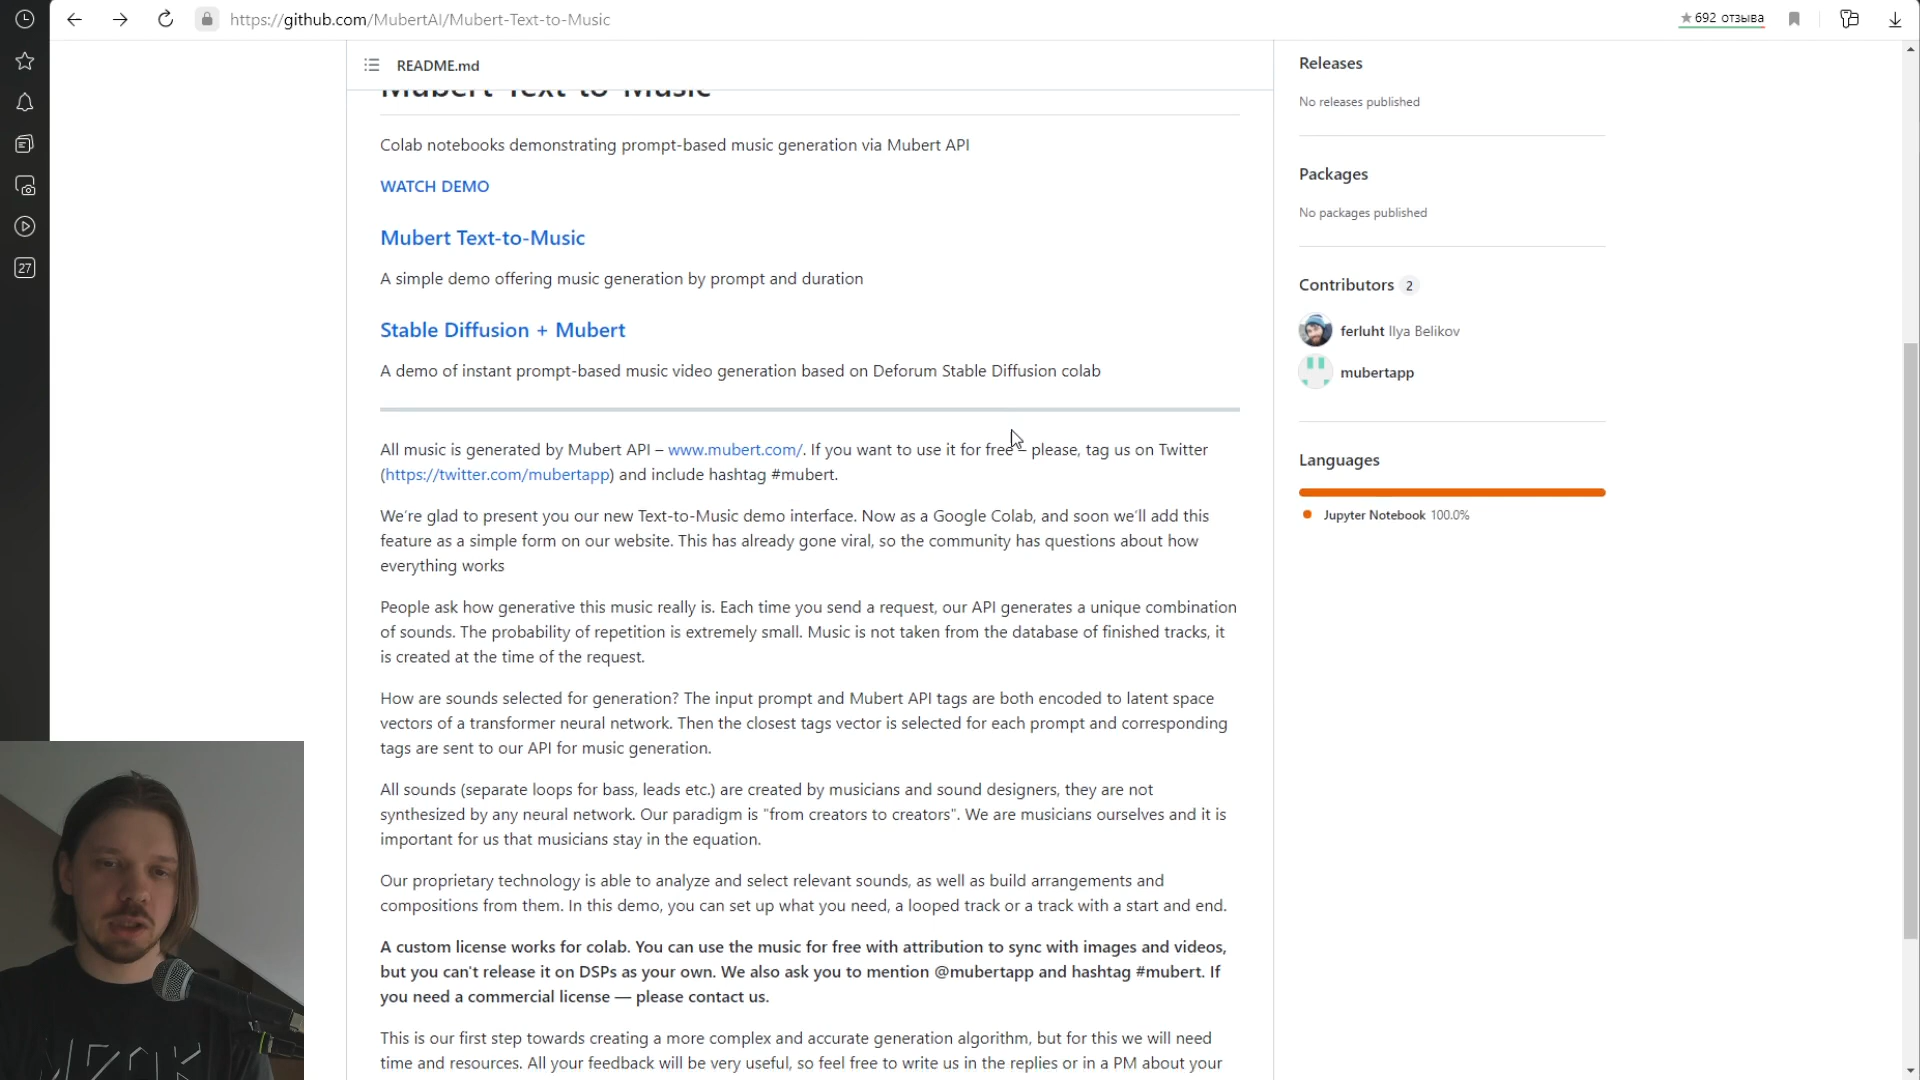 https://github.com/MubertAI/Mubert-Text-to-Music
692 отзыва
27
README.md
Mubert Text-to-Music
Colab notebooks demonstrating prompt-based music generation via Mubert API
WATCH DEMO
Mubert Text-to-Music
A simple demo offering music generation by prompt and duration
Stable Diffusion + Mubert
A demo of instant prompt-based music video generation based on Deforum Stable Diffusion colab
All music is generated by Mubert API – www.mubert.com/. If you want to use it for free – please, tag us on Twitter
(https://twitter.com/mubertapp) and include hashtag #mubert.
We're glad to present you our new Text-to-Music demo interface. Now as a Google Colab, and soon we'll add this
feature as a simple form on our website. This has already gone viral, so the community has questions about how
everything works
People ask how generative this music really is. Each time you send a request, our API generates a unique combination
of sounds. The probability of repetition is extremely small. Music is not taken from the database of finished tracks, it
is created at the time of the request.
How are sounds selected for generation? The input prompt and Mubert API tags are both encoded to latent space
vectors of a transformer neural network. Then the closest tags vector is selected for each prompt and corresponding
tags are sent to our API for music generation.
All sounds (separate loops for bass, leads etc.) are created by musicians and sound designers, they are not
synthesized by any neural network. Our paradigm is "from creators to creators". We are musicians ourselves and it is
important for us that musicians stay in the equation.
Our proprietary technology is able to analyze and select relevant sounds, as well as build arrangements and
compositions from them. In this demo, you can set up what you need, a looped track or a track with a start and end.
A custom license works for colab. You can use the music for free with attribution to sync with images and videos,
but you can't release it on DSPs as your own. We also ask you to mention @mubertapp and hashtag #mubert. If
you need a commercial license — please contact us.
This is our first step towards creating a more complex and accurate generation algorithm, but for this we will need
time and resources. All your feedback will be very useful, so feel free to write us in the replies or in a PM about your
Releases
No releases published
Packages
No packages published
Contributors 2
ferluht Ilya Belikov
mubertapp
Languages
Jupyter Notebook 100.0%